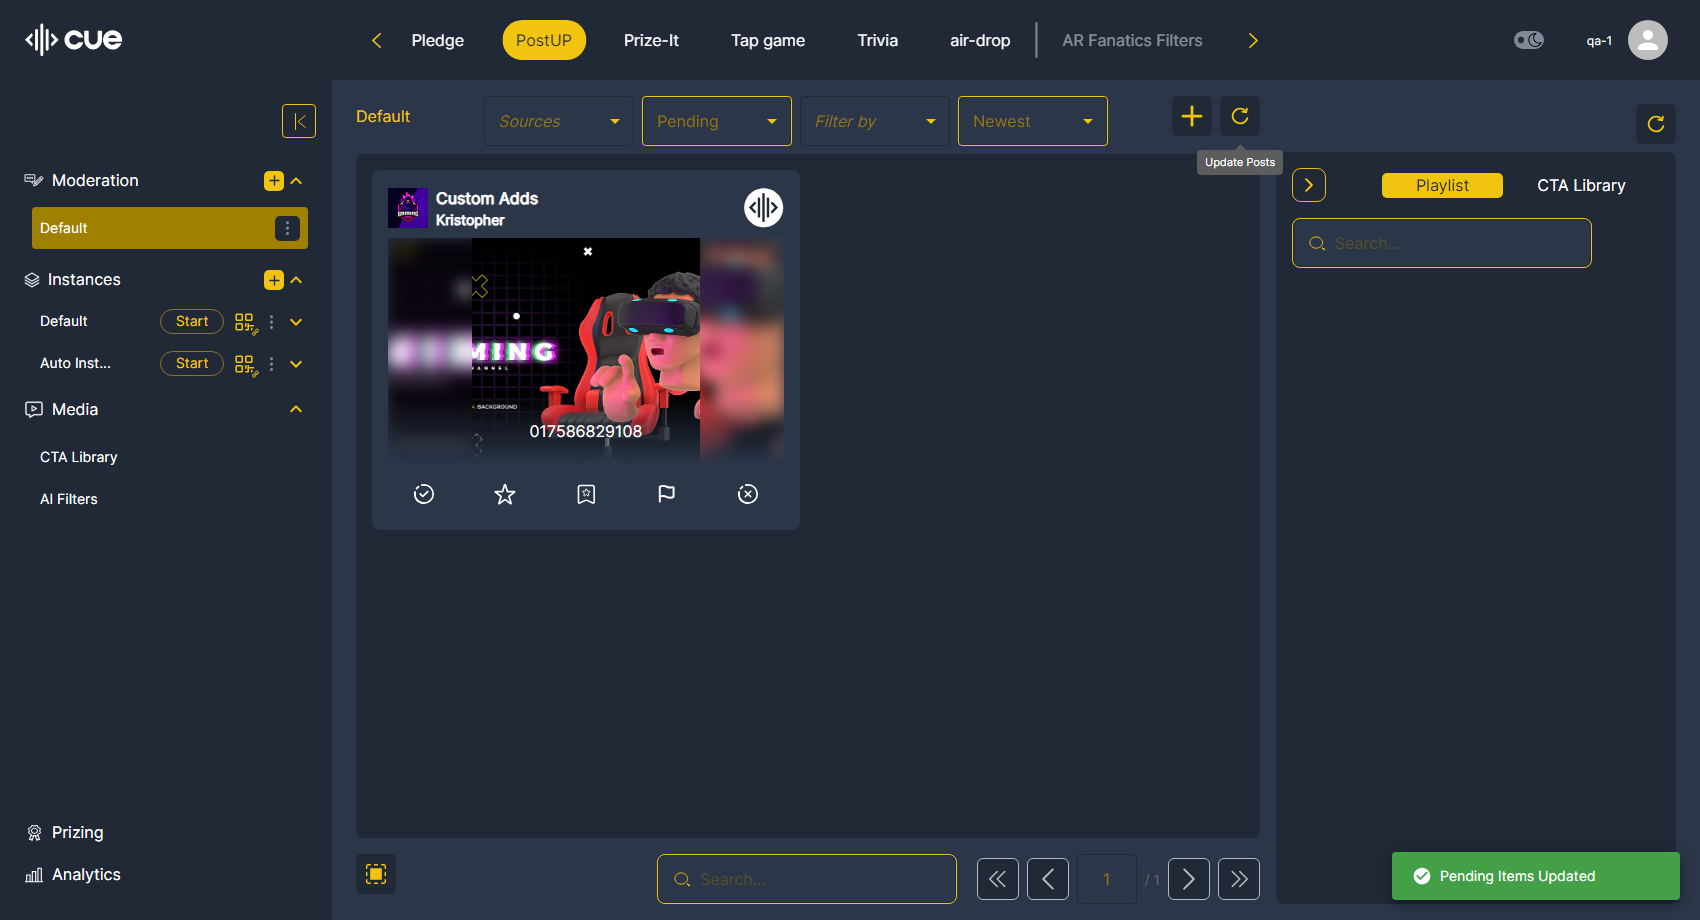 cue
Pledge
PostUP
Prize-It
Tap game
Trivia
air-drop
AR Fanatics Filters
qa-1
Default
Sources
Pending
Filter by
Newest
Update Posts
Moderation
Default
Instances
Default
Start
Auto Inst...
Start
Media
CTA Library
AI Filters
Prizing
Analytics
Custom Adds
Kristopher
GAMING
MING
A BACKGROUND
017586829108
Playlist
CTA Library
Search...
Search...
1
/ 1
Pending Items Updated